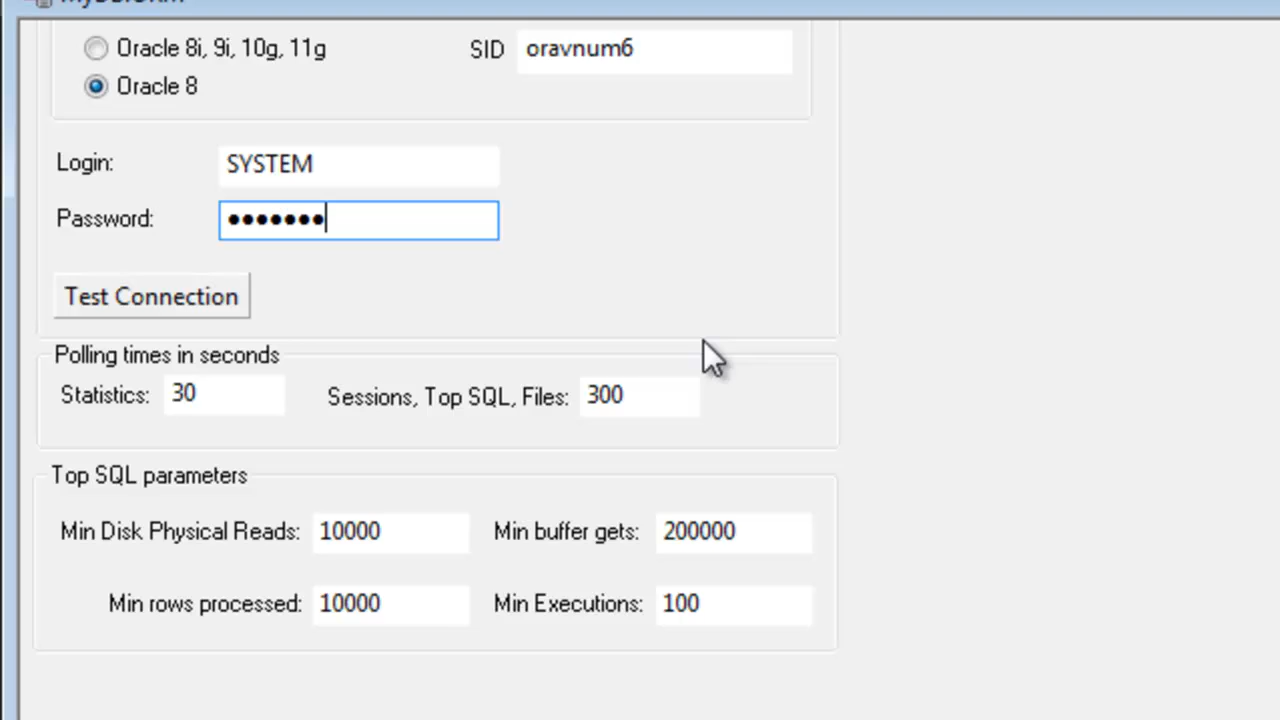 Oracle 8i, 9i, 10g, 11g SID oravnum6
Oracle 8
Login: SYSTEM
Password: •••••••
Test Connection
Polling times in seconds
Statistics: 30 Sessions, Top SQL, Files: 300
Top SQL parameters
Min Disk Physical Reads: 10000 Min buffer gets: 200000
Min rows processed: 10000 Min Executions: 100